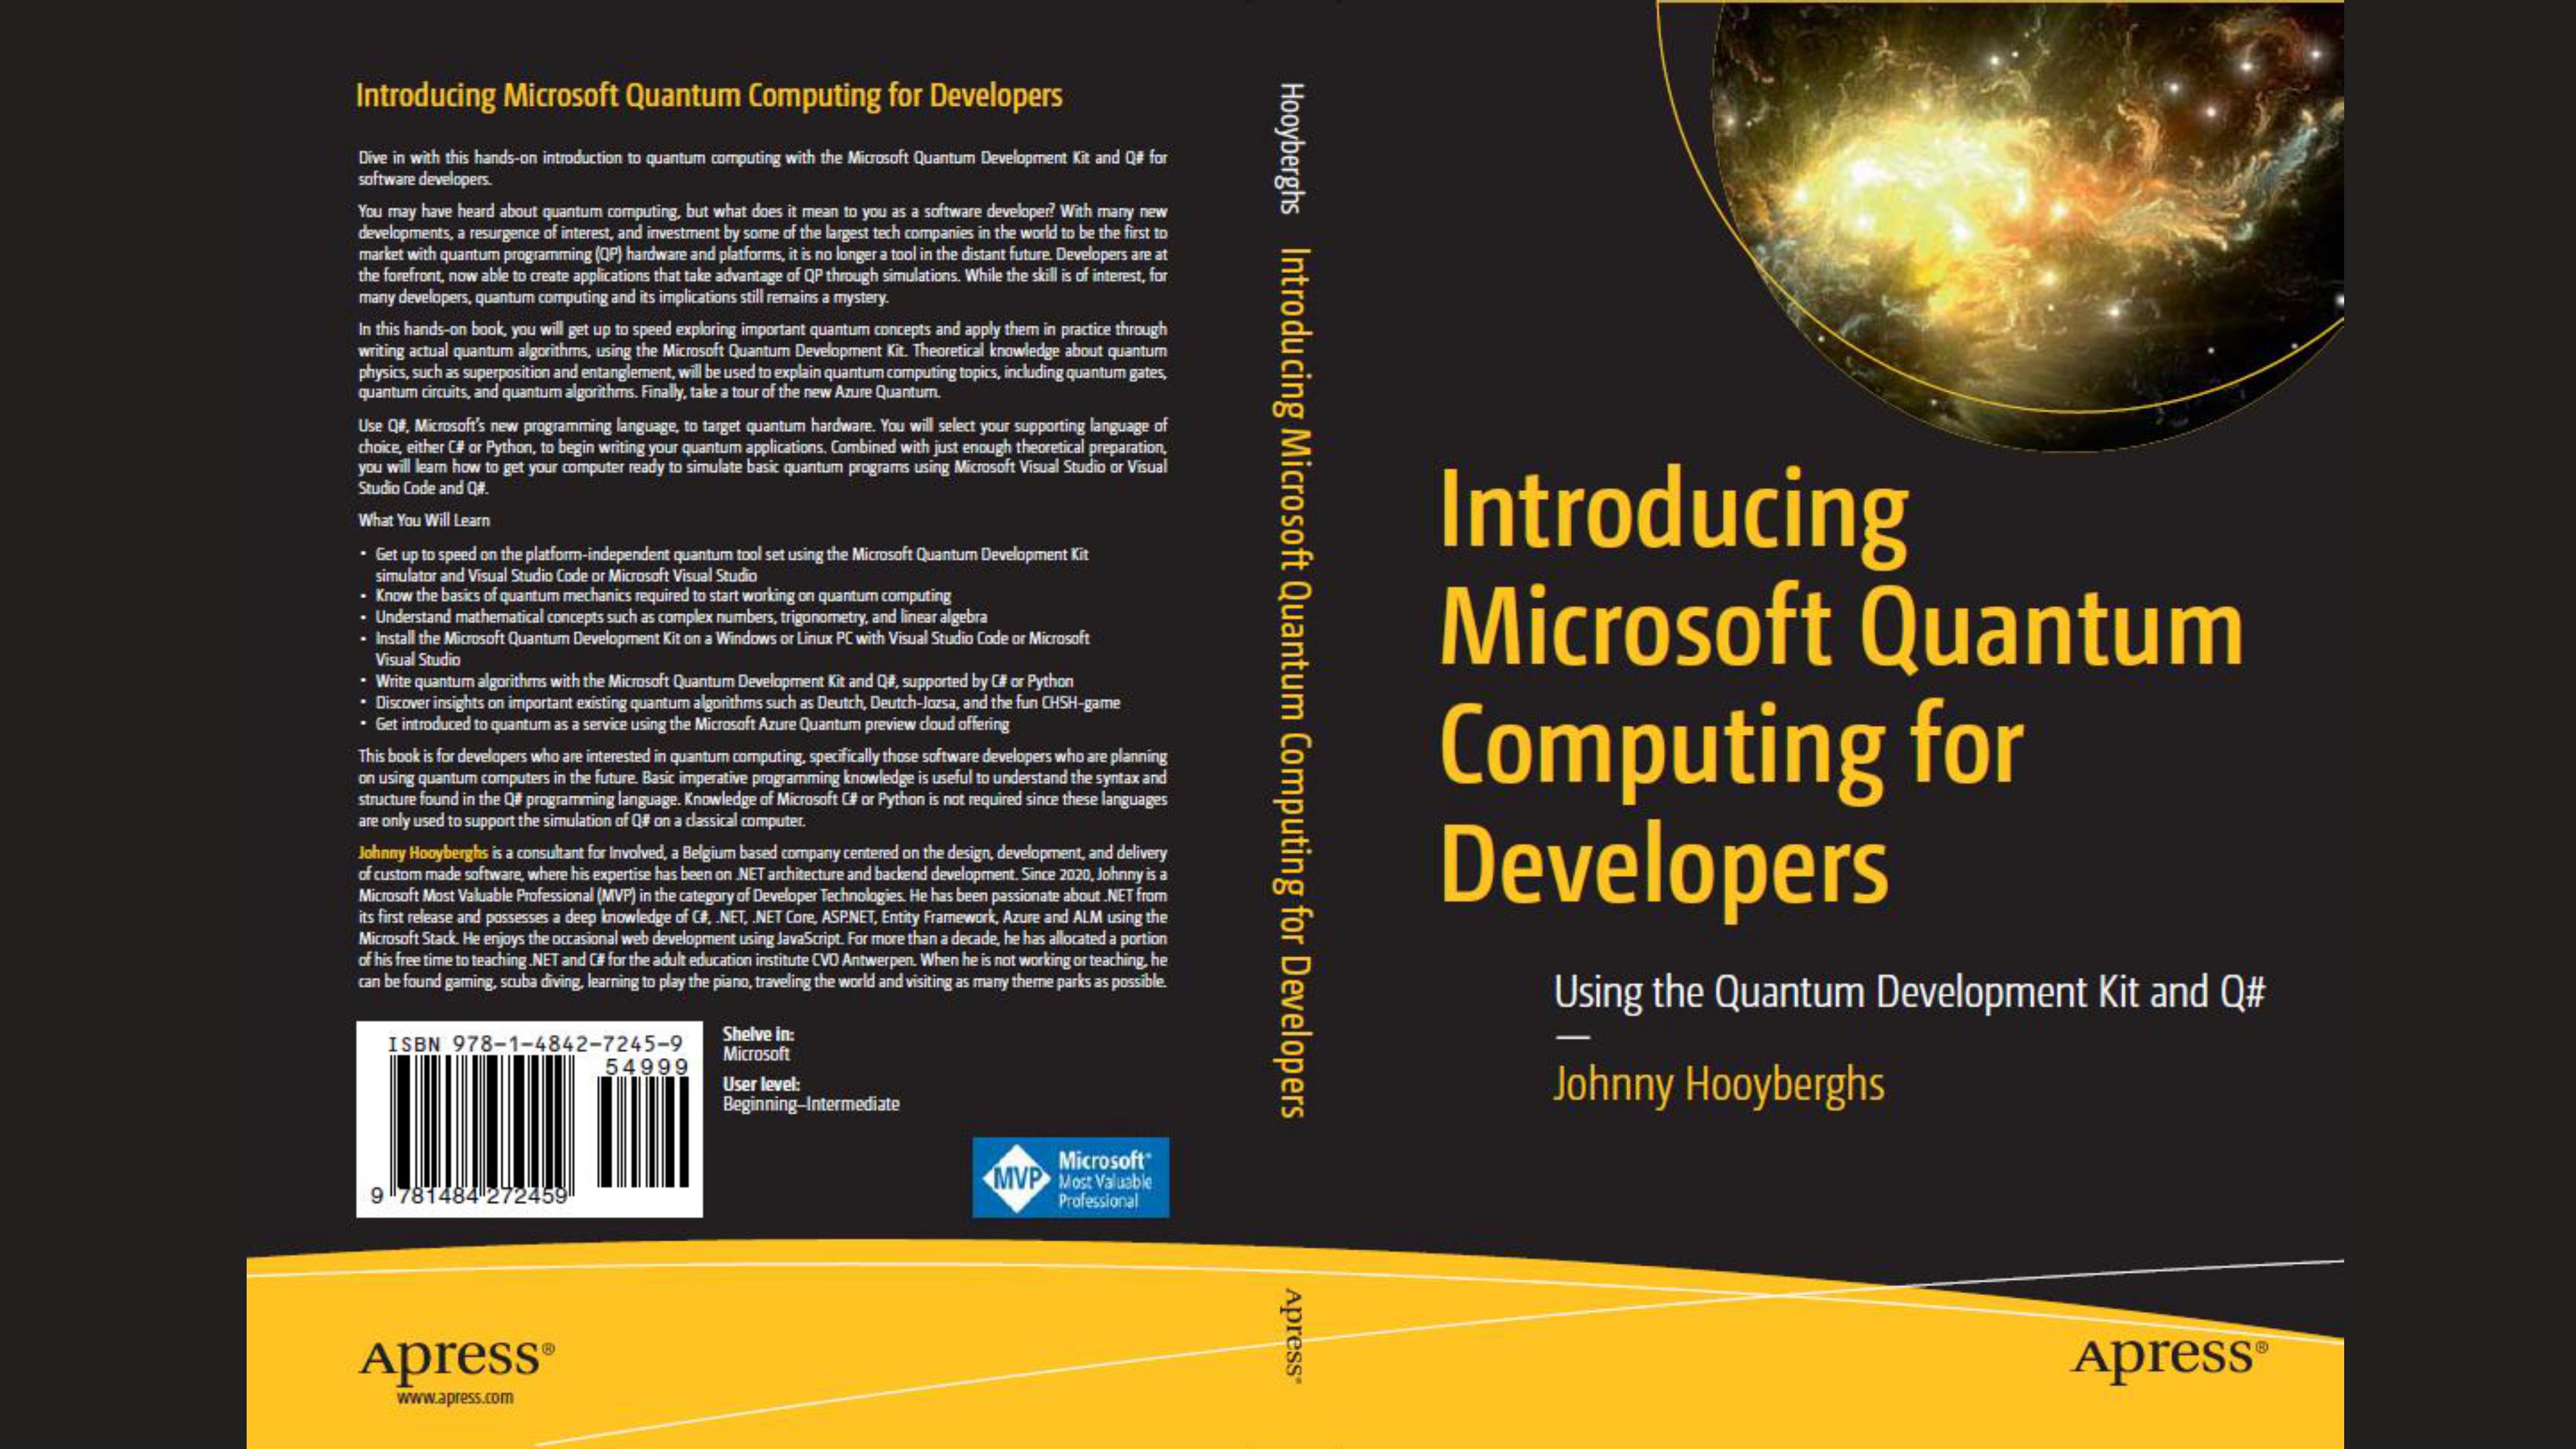 Introducing Microsoft Quantum Computing for Developers
Dive in with this hands-on introduction to quantum computing with the Microsoft Quantum Development Kit and Q# for
software developers.
You may have heard about quantum computing, but what does it mean to you as a software developer? With many new
developments, a resurgence of interest, and investment by some of the largest tech companies in the world to be the first to
market with quantum programming (QP) hardware and platforms, it is no longer a tool in the distant future. Developers are at
the forefront, now able to create applications that take advantage of QP through simulations. While the skill is of interest, for
many developers, quantum computing and its implications still remains a mystery.
In this hands-on book, you will get up to speed exploring important quantum concepts and apply them in practice through
writing actual quantum algorithms, using the Microsoft Quantum Development Kit. Theoretical knowledge about quantum
physics, such as superposition and entanglement, will be used to explain quantum computing topics, including quantum gates,
quantum circuits, and quantum algorithms. Finally, take a tour of the new Azure Quantum.
Use Q#, Microsoft's new programming language, to target quantum hardware. You will select your supporting language of
choice, either C# or Python, to begin writing your quantum applications. Combined with just enough theoretical preparation,
you will learn how to get your computer ready to simulate basic quantum programs using Microsoft Visual Studio or Visual
Studio Code and Q#.
What You Will Learn
• Get up to speed on the platform-independent quantum tool set using the Microsoft Quantum Development Kit
simulator and Visual Studio Code or Microsoft Visual Studio
• Know the basics of quantum mechanics required to start working on quantum computing
• Understand mathematical concepts such as complex numbers, trigonometry, and linear algebra
• Install the Microsoft Quantum Development Kit on a Windows or Linux PC with Visual Studio Code or Microsoft
Visual Studio
• Write quantum algorithms with the Microsoft Quantum Development Kit and Q#, supported by C# or Python
• Discover insights on important existing quantum algorithms such as Deutch, Deutch-Jozsa, and the fun CHSH-game
• Get introduced to quantum as a service using the Microsoft Azure Quantum preview cloud offering
This book is for developers who are interested in quantum computing, specifically those software developers who are planning
on using quantum computers in the future. Basic imperative programming knowledge is useful to understand the syntax and
structure found in the Q# programming language. Knowledge of Microsoft C# or Python is not required since these languages
are only used to support the simulation of Q# on a classical computer.
Johnny Hooyberghs is a consultant for Involved, a Belgium based company centered on the design, development, and delivery
of custom made software, where his expertise has been on .NET architecture and backend development. Since 2020, Johnny is a
Microsoft Most Valuable Professional (MVP) in the category of Developer Technologies. He has been passionate about .NET from
its first release and possesses a deep knowledge of C#, .NET, .NET Core, ASP.NET, Entity Framework, Azure and ALM using the
Microsoft Stack. He enjoys the occasional web development using JavaScript. For more than a decade, he has allocated a portion
of his free time to teaching .NET and C# for the adult education institute CVO Antwerpen. When he is not working or teaching, he
can be found gaming, scuba diving, learning to play the piano, traveling the world and visiting as many theme parks as possible.
ISBN 978-1-4842-7245-9
54999
9 781484 272459
Shelve in:
Microsoft
User level:
Beginning–Intermediate
MVP
Microsoft®
Most Valuable
Professional
Apress®
www.apress.com
Hooyberghs Introducing Microsoft Quantum Computing for Developers
Apress®
Introducing
Microsoft Quantum
Computing for
Developers
Using the Quantum Development Kit and Q#
—
Johnny Hooyberghs
Apress®